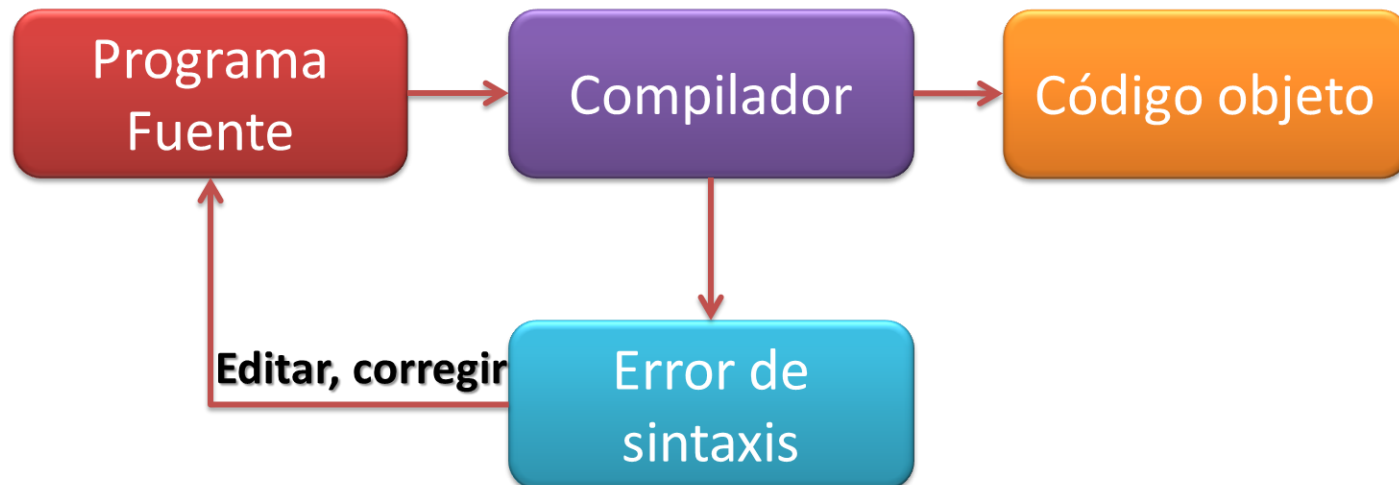 Programa
Fuente
Compilador
Código objeto
Editar, corregir
Error de
sintaxis